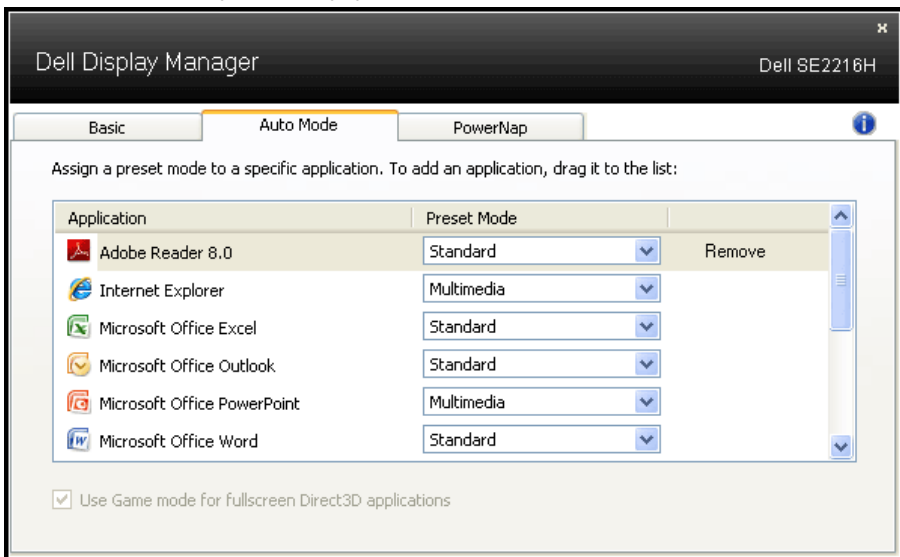 x
Dell Display Manager
Dell SE2216H
Basic Auto Mode PowerNap
Assign a preset mode to a specific application. To add an application, drag it to the list:
Application Preset Mode
Adobe Reader 8.0 Standard Remove
Internet Explorer Multimedia
Microsoft Office Excel Standard
Microsoft Office Outlook Standard
Microsoft Office PowerPoint Multimedia
Microsoft Office Word Standard
Use Game mode for fullscreen Direct3D applications